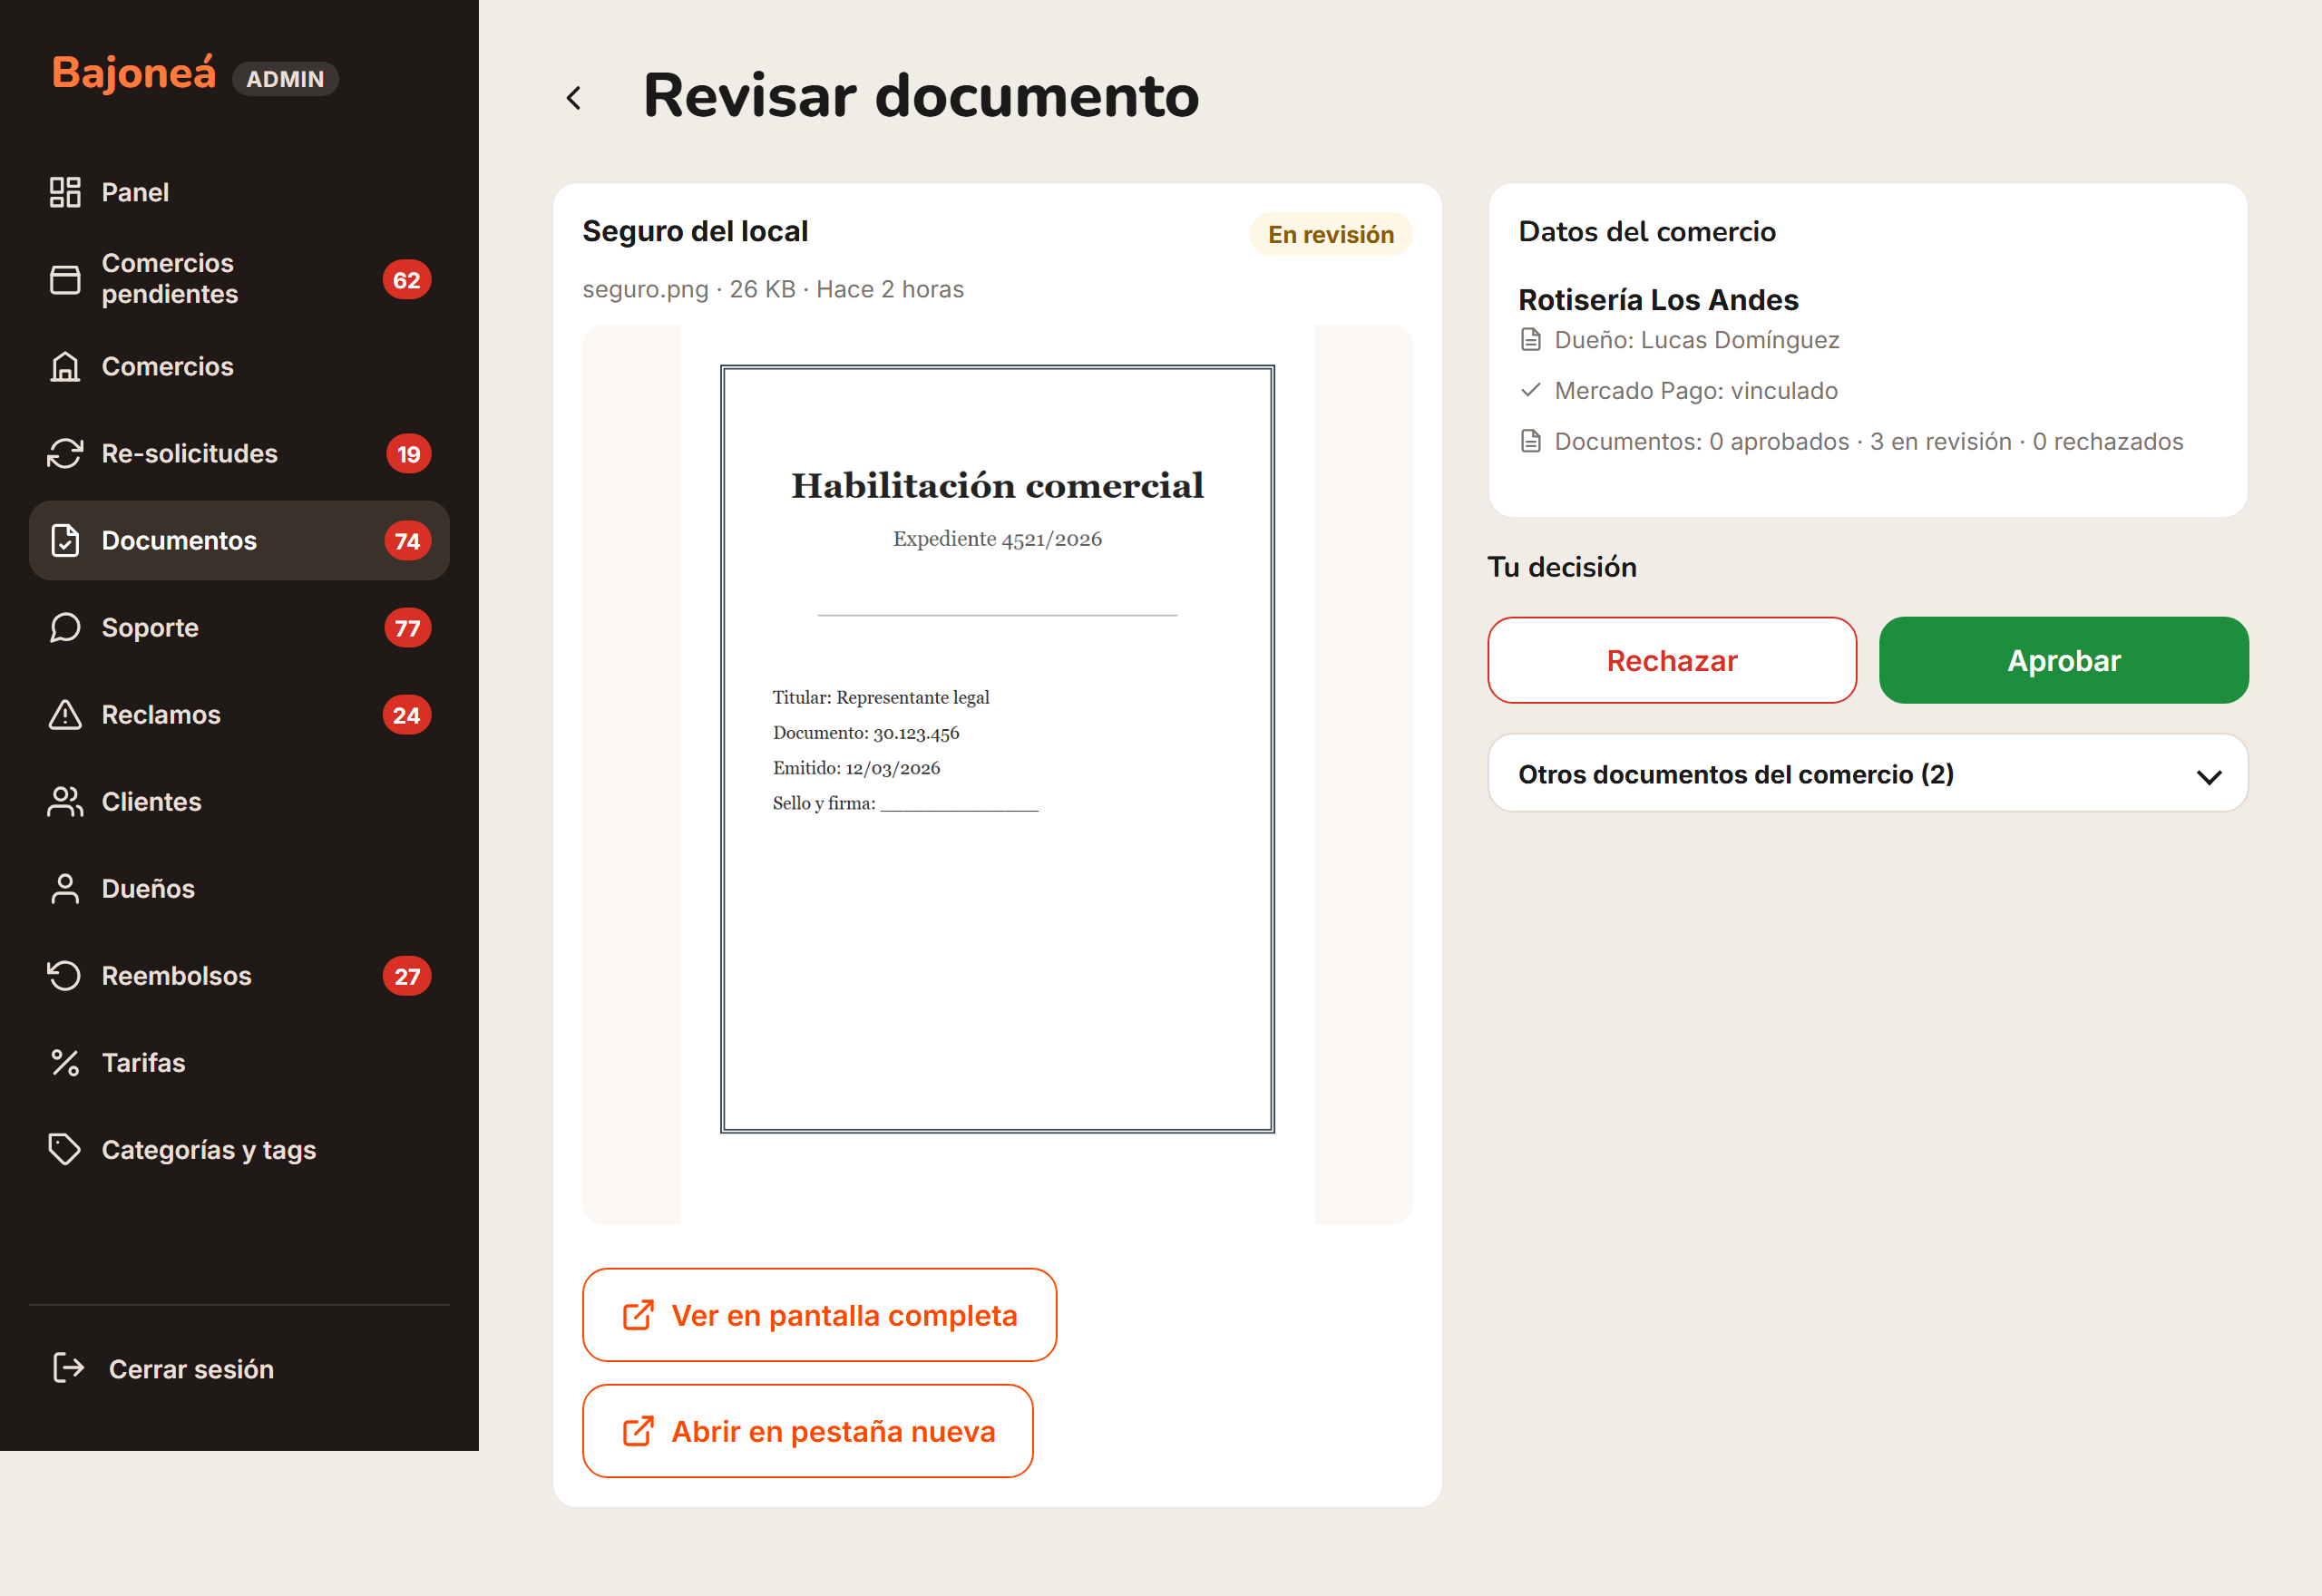 Bajoneá ADMIN
Panel
Comercios
pendientes
62
Comercios
Re-solicitudes 19
Documentos 74
Soporte 77
Reclamos 24
Clientes
Dueños
Reembolsos 27
Tarifas
Categorías y tags
Cerrar sesión
Revisar documento
Seguro del local
En revisión
seguro.png · 26 KB · Hace 2 horas
Habilitación comercial
Expediente 4521/2026
Titular: Representante legal
Documento: 30.123.456
Emitido: 12/03/2026
Sello y firma: _______________
Ver en pantalla completa
Abrir en pestaña nueva
Datos del comercio
Rotisería Los Andes
Dueño: Lucas Domínguez
Mercado Pago: vinculado
Documentos: 0 aprobados · 3 en revisión · 0 rechazados
Tu decisión
Rechazar
Aprobar
Otros documentos del comercio (2)